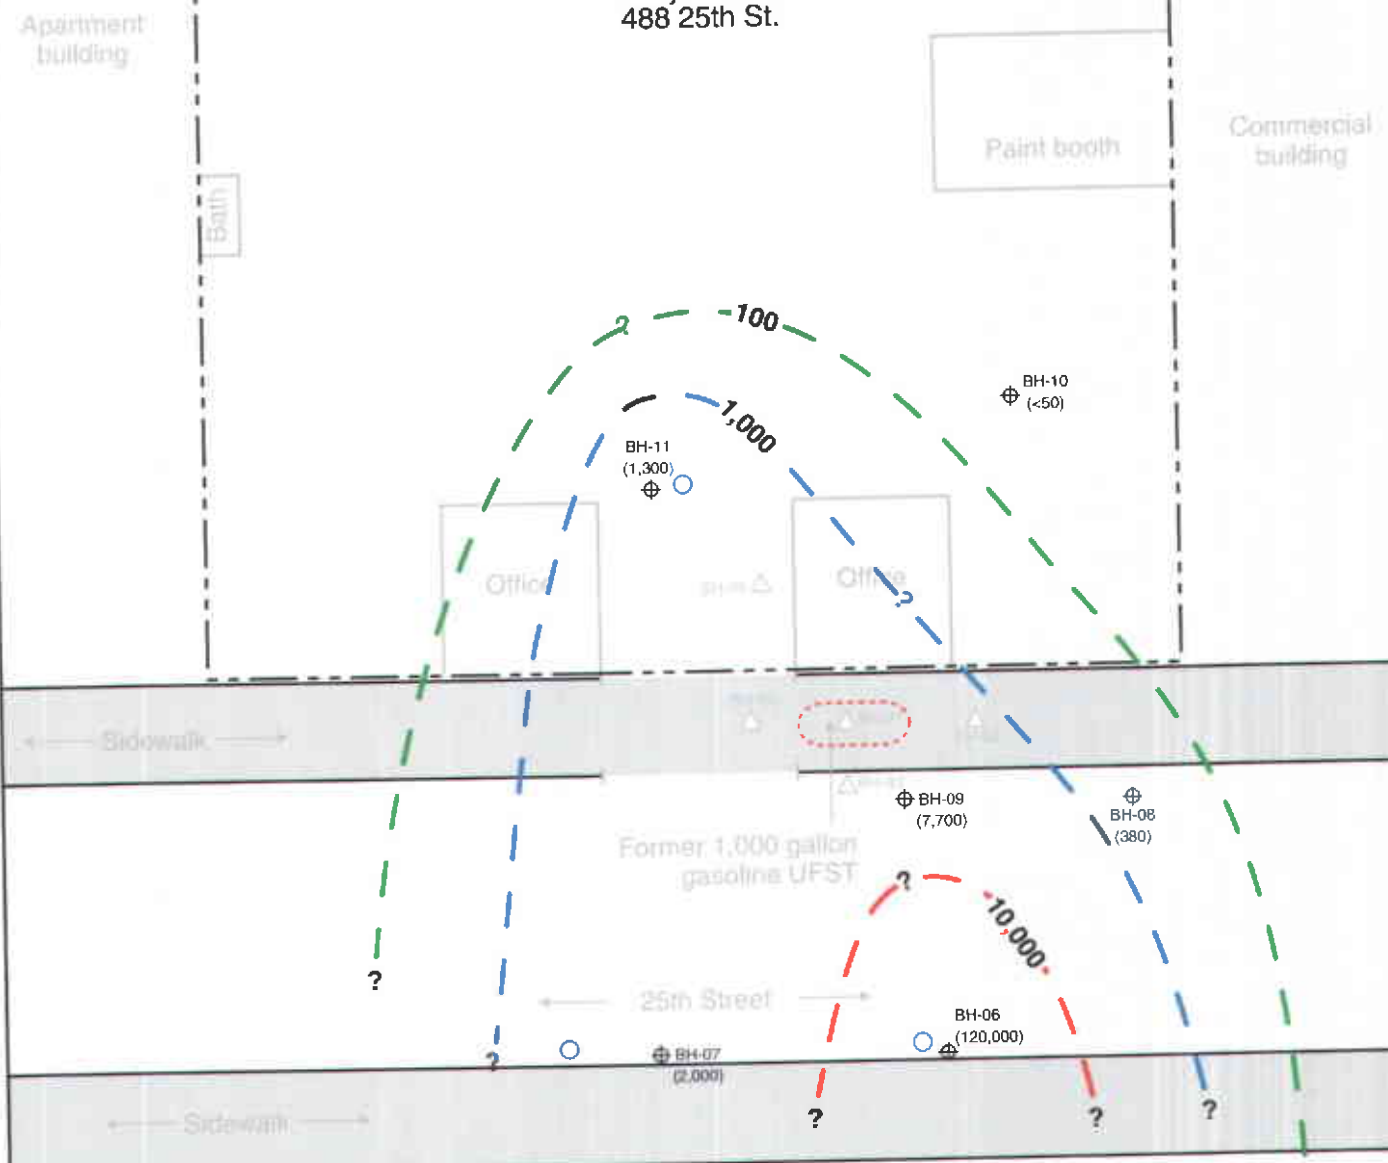 488 25th St.
Apartment
building
Paint booth
Commercial
building
Bath
?
100
BH-10
(<50)
1,000
BH-11
(1,300)
Office
Office
?
Sidewalk
BH-09
(7,700)
BH-08
(380)
Former 1,000 gallon
gasoline UFST
?
10,000
?
25th Street
BH-06
(120,000)
?
BH-07
(2,000)
?
?
?
Sidewalk